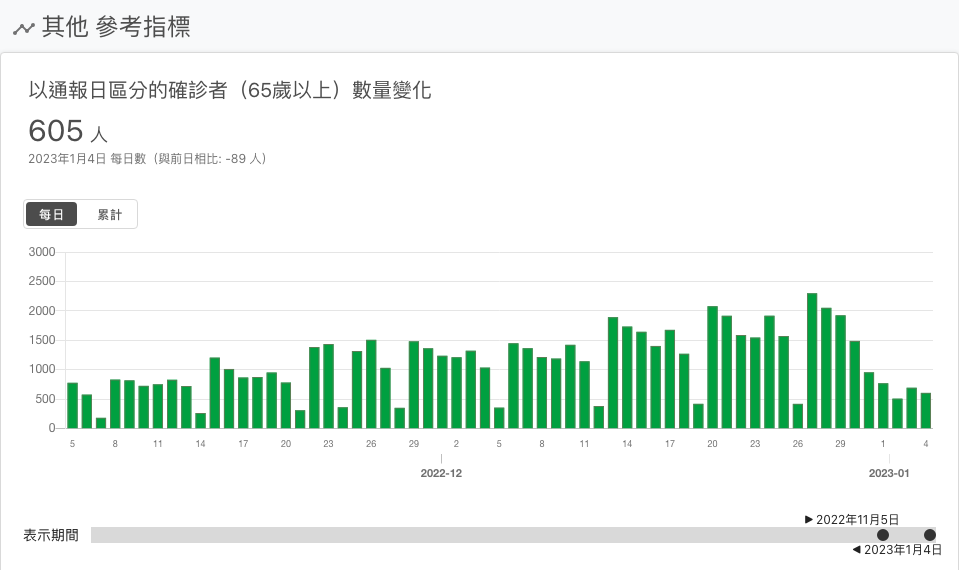 其他 參考指標
以通報日區分的確診者（65歲以上）數量變化
605 人
2023年1月4日 每日數（與前日相比: -89 人）
每日 累計
3000
2500
2000
1500
1000
500
0
5 8 11 14 17 20 23 26 29 2 5 8 11 14 17 20 23 26 29 1 4
2022-12 2023-01
▶ 2022年11月5日
表示期間
◀ 2023年1月4日